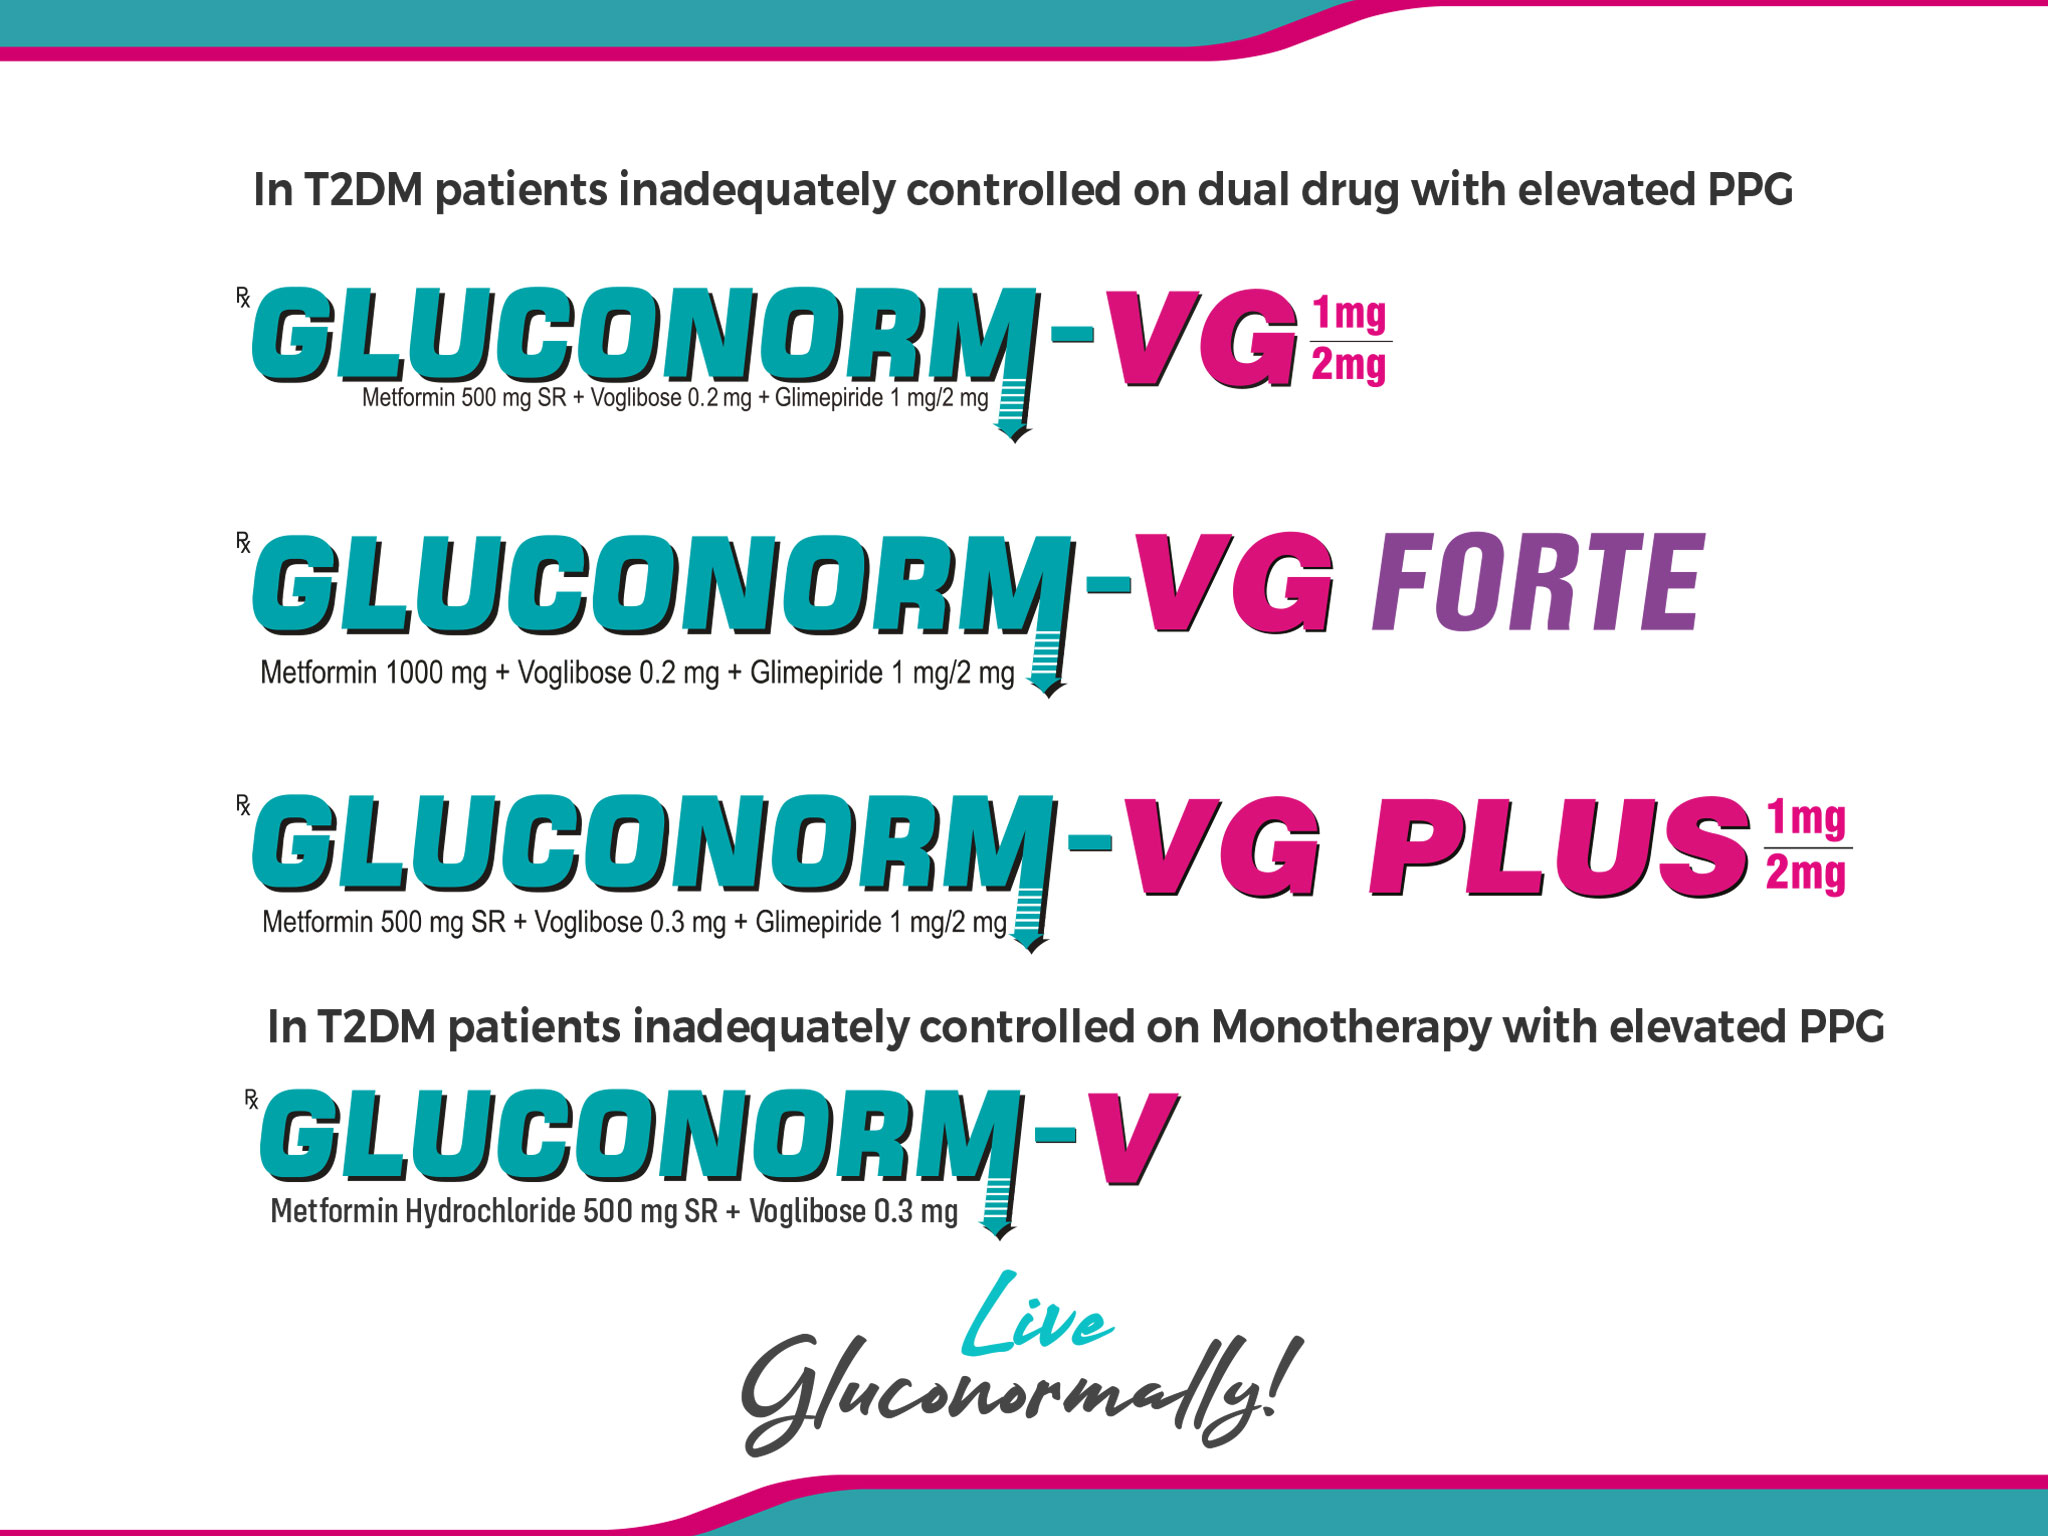 In T2DM patients inadequately controlled on dual drug with elevated PPG
Rx GLUCONORM-VG 1mg
2mg
Metformin 500 mg SR + Voglibose 0.2 mg + Glimepiride 1 mg/2 mg
Rx GLUCONORM-VG FORTE
Metformin 1000 mg + Voglibose 0.2 mg + Glimepiride 1 mg/2 mg
Rx GLUCONORM-VG PLUS 1mg
2mg
Metformin 500 mg SR + Voglibose 0.3 mg + Glimepiride 1 mg/2 mg
In T2DM patients inadequately controlled on Monotherapy with elevated PPG
Rx GLUCONORM-V
Metformin Hydrochloride 500 mg SR + Voglibose 0.3 mg
Live
Gluconormally!